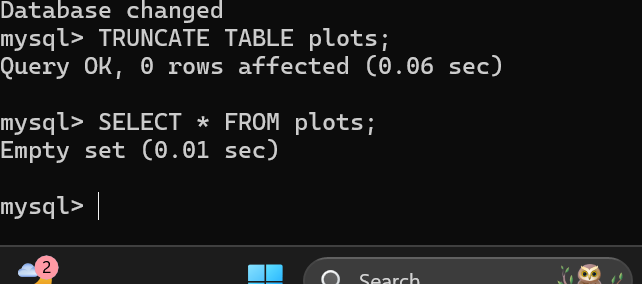 Database changed
mysql> TRUNCATE TABLE plots;
Query OK, 0 rows affected (0.06 sec)
mysql> SELECT * FROM plots;
Empty set (0.01 sec)
mysql>
2
Search